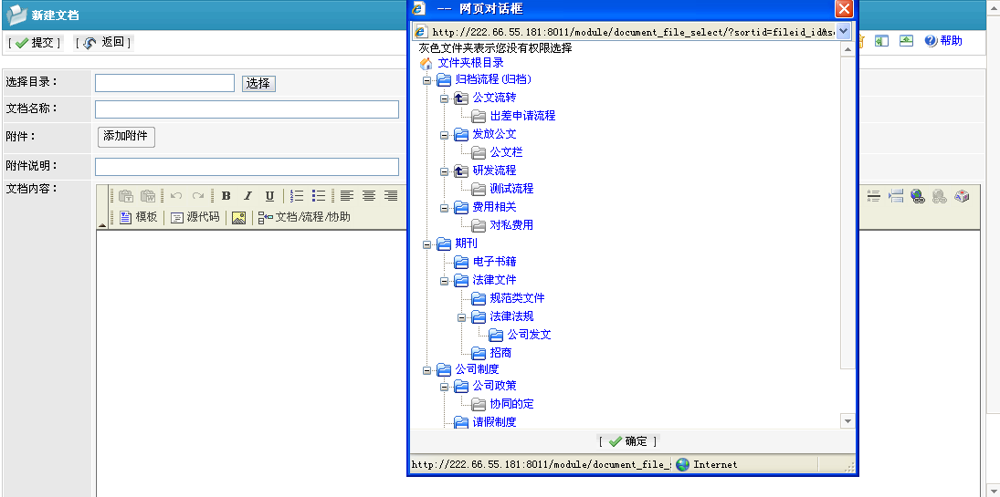 新建文档
[ 提交 ] [ 返回 ]
帮助
选择目录：
选择
文档名称：
附件：
添加附件
附件说明：
文档内容：
B I U
模板 源代码 文档/流程/协助
-- 网页对话框
http://222.66.55.181:8011/module/document_file_select/?sortid=fileid_id&s
灰色文件夹表示您没有权限选择
文件夹根目录
归档流程(归档)
公文流转
出差申请流程
发放公文
公文栏
研发流程
测试流程
费用相关
对私费用
期刊
电子书籍
法律文件
规范类文件
法律法规
公司发文
招商
公司制度
公司政策
协同的定
请假制度
[ 确定 ]
http://222.66.55.181:8011/module/document_file_
Internet